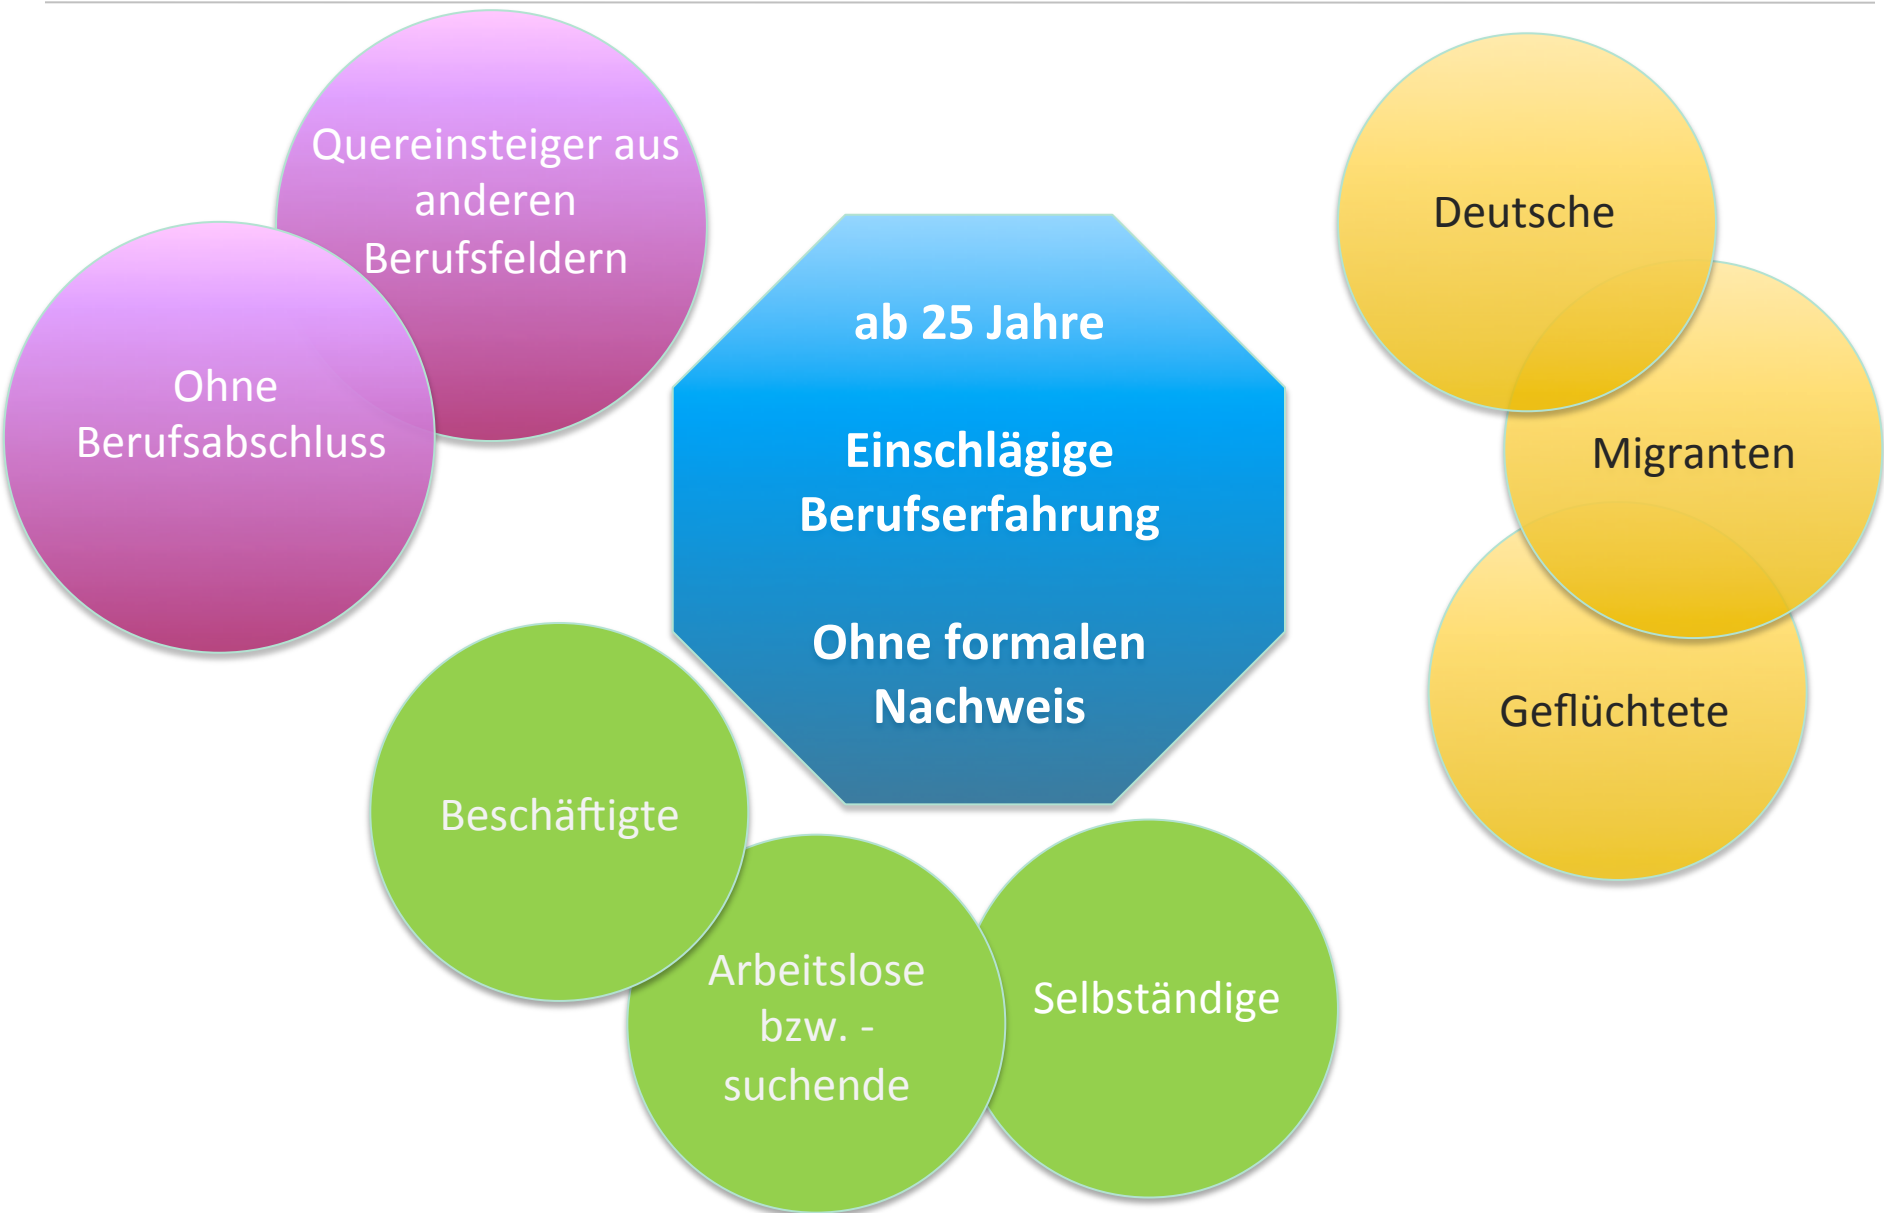 Quereinsteiger aus
anderen
Berufsfeldern
Ohne
Berufsabschluss
ab 25 Jahre
Einschlägige
Berufserfahrung
Ohne formalen
Nachweis
Deutsche
Migranten
Geflüchtete
Beschäftigte
Arbeitslose
bzw. -
suchende
Selbständige